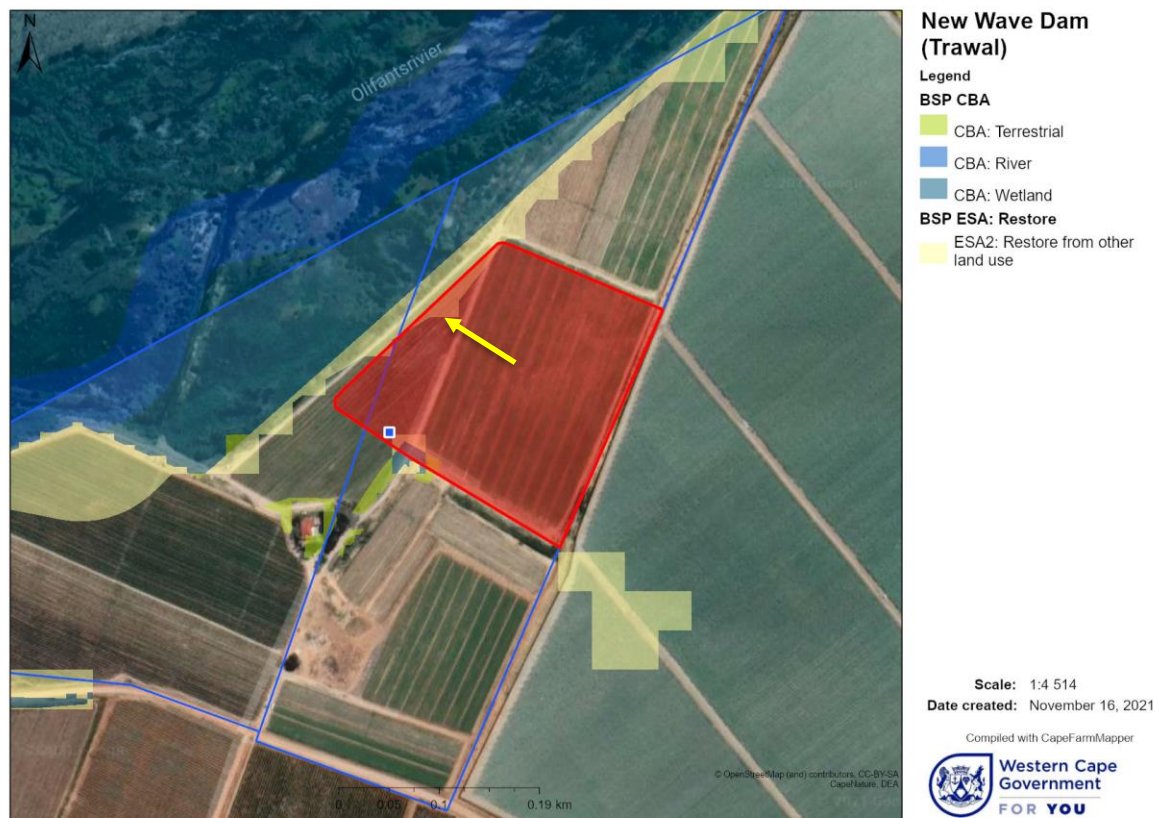 N
Olifantsrivier
New Wave Dam
(Trawal)
Legend
BSP CBA
CBA: Terrestrial
CBA: River
CBA: Wetland
BSP ESA: Restore
ESA2: Restore from other
land use
Scale: 1:4 514
Date created: November 16, 2021
Compiled with CapeFarmMapper
Western Cape
Government
FOR YOU
© OpenStreetMap (and) contributors, CC-BY-SA
CapeNature, DEA
0 0.05 0.1 0.19 km